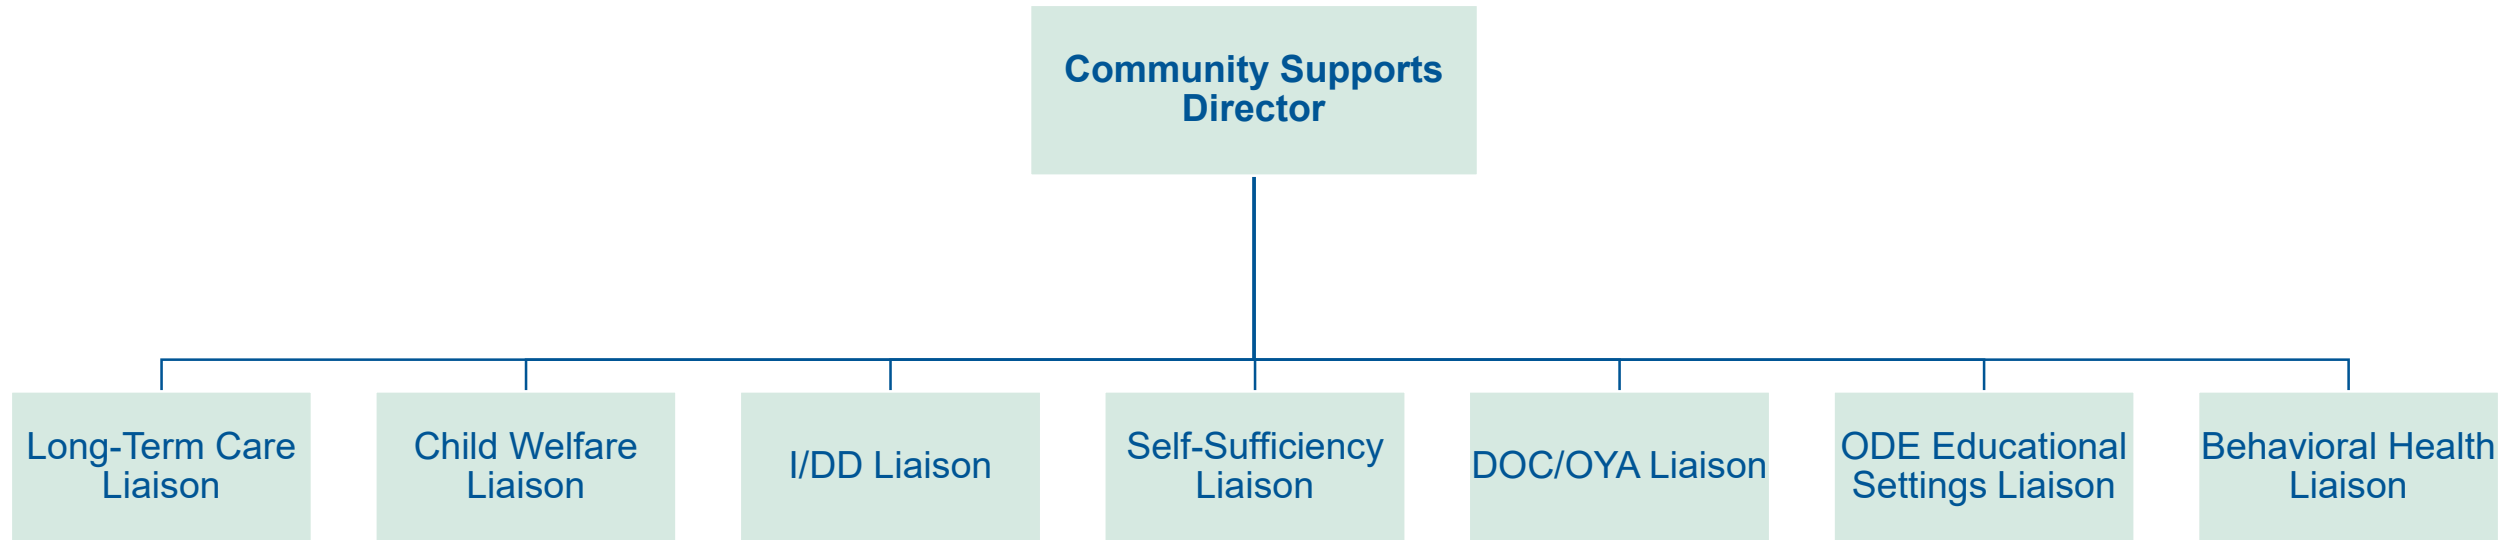 Community Supports
Director
Long-Term Care
Liaison
Child Welfare
Liaison
I/DD Liaison
Self-Sufficiency
Liaison
DOC/OYA Liaison
ODE Educational
Settings Liaison
Behavioral Health
Liaison